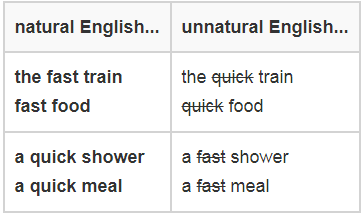 natural English... unnatural English...
the fast train the quick train
fast food quick food
a quick shower a fast shower
a quick meal a fast meal